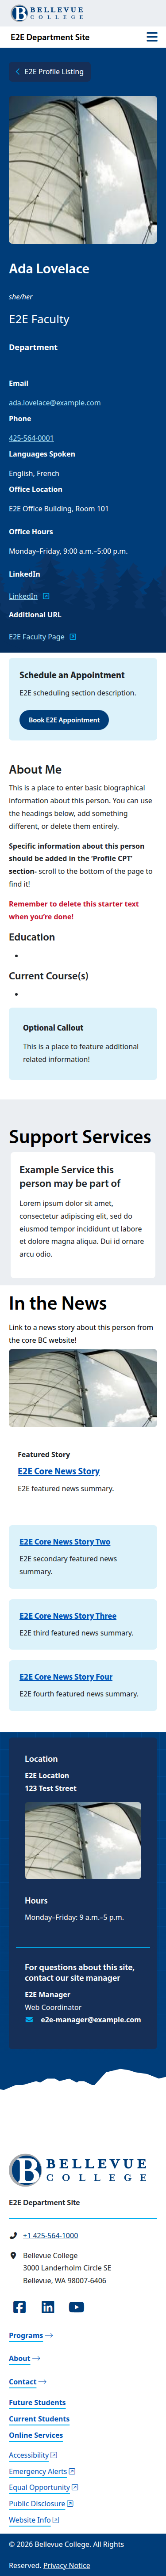 BELLEVUE
COLLEGE
E2E Department Site
E2E Profile Listing
Ada Lovelace
she/her
E2E Faculty
Department
Email
ada.lovelace@example.com
Phone
425-564-0001
Languages Spoken
English, French
Office Location
E2E Office Building, Room 101
Office Hours
Monday–Friday, 9:00 a.m.–5:00 p.m.
LinkedIn
LinkedIn
Additional URL
E2E Faculty Page
Schedule an Appointment
E2E scheduling section description.
Book E2E Appointment
About Me
This is a place to enter basic biographical
information about this person. You can use
the headings below, add something
different, or delete them entirely.
Specific information about this person
should be added in the 'Profile CPT'
section- scroll to the bottom of the page to
find it!
Remember to delete this starter text
when you're done!
Education
Current Course(s)
Optional Callout
This is a place to feature additional
related information!
Support Services
Example Service this
person may be part of
Lorem ipsum dolor sit amet,
consectetur adipiscing elit, sed do
eiusmod tempor incididunt ut labore
et dolore magna aliqua. Dui id ornare
arcu odio.
In the News
Link to a news story about this person from
the core BC website!
Featured Story
E2E Core News Story
E2E featured news summary.
E2E Core News Story Two
E2E secondary featured news
summary.
E2E Core News Story Three
E2E third featured news summary.
E2E Core News Story Four
E2E fourth featured news summary.
Location
E2E Location
123 Test Street
Hours
Monday–Friday: 9 a.m.–5 p.m.
For questions about this site,
contact our site manager
E2E Manager
Web Coordinator
e2e-manager@example.com
BELLEVUE
COLLEGE
E2E Department Site
+1 425-564-1000
Bellevue College
3000 Landerholm Circle SE
Bellevue, WA 98007-6406
Programs
About
Contact
Future Students
Current Students
Online Services
Accessibility
Emergency Alerts
Equal Opportunity
Public Disclosure
Website Info
© 2026 Bellevue College. All Rights
Reserved. Privacy Notice